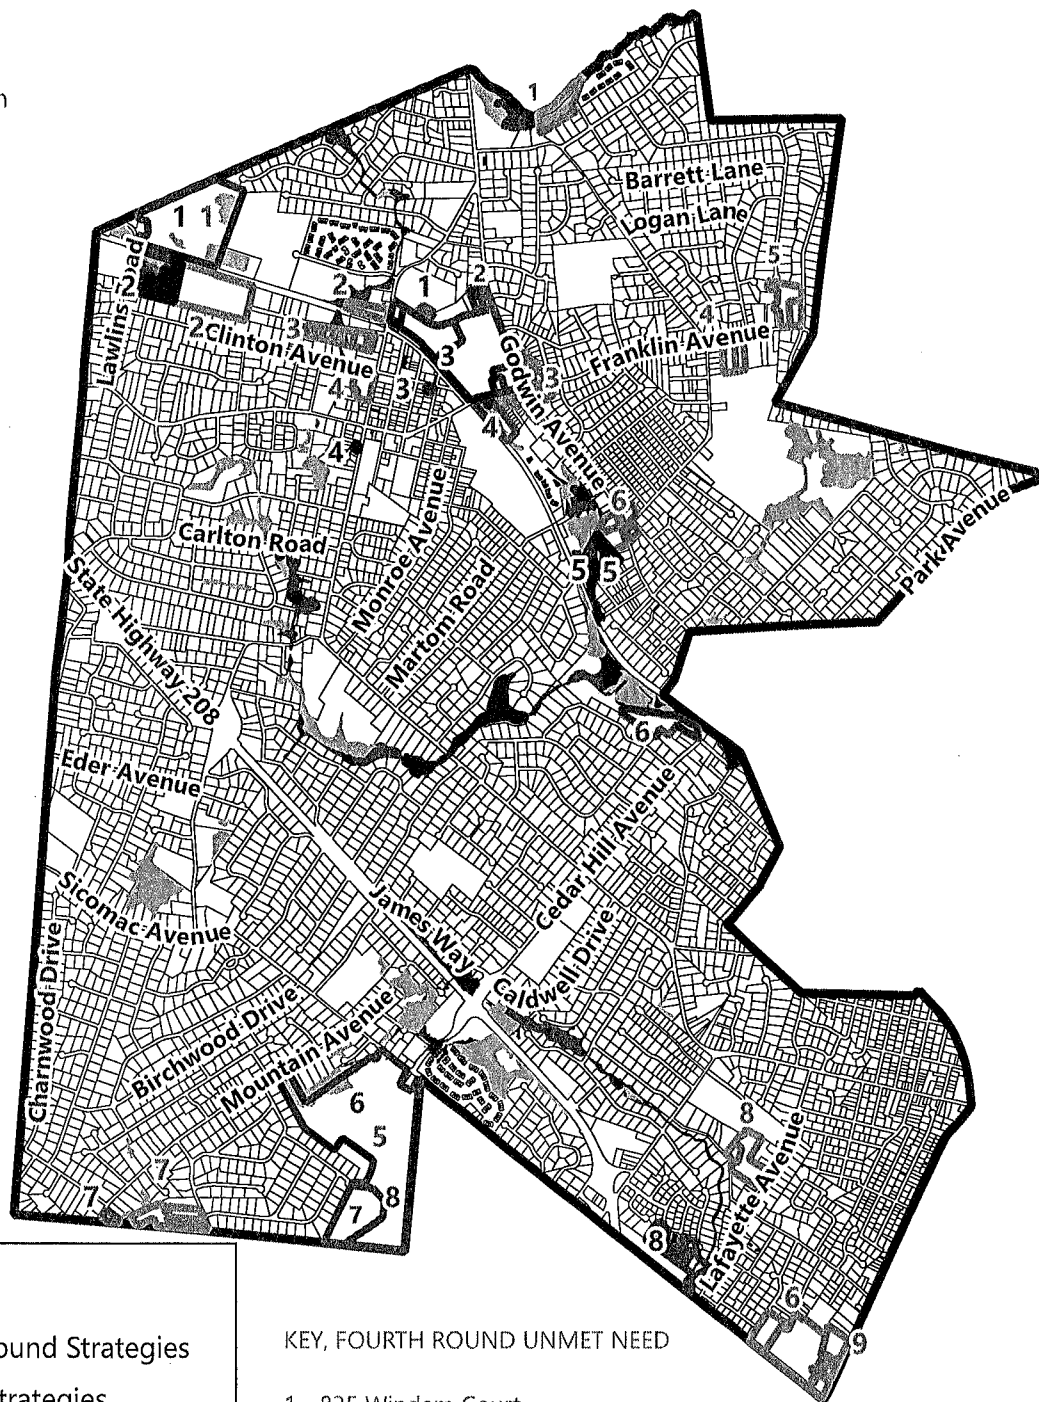 1
Barrett Lane
Logan Lane
1 1
5
2
2
1
2
4
Lawlins Road
2
3
Clinton Avenue
3
Franklin Avenue
Godwin Avenue
3
4
3
4
4
6
Monroe Avenue
Carlton Road
5 5
Park Avenue
State Highway 208
Martom Road
6
Eder Avenue
Cedar Hill Avenue
Sicomac Avenue
James Way
Caldwell Drive
Charnwood Drive
Birchwood Drive
Mountain Avenue
6
5
8
7
7
8
7
8
Lafayette Avenue
6
9
ound Strategies
KEY, FOURTH ROUND UNMET NEED
trategies